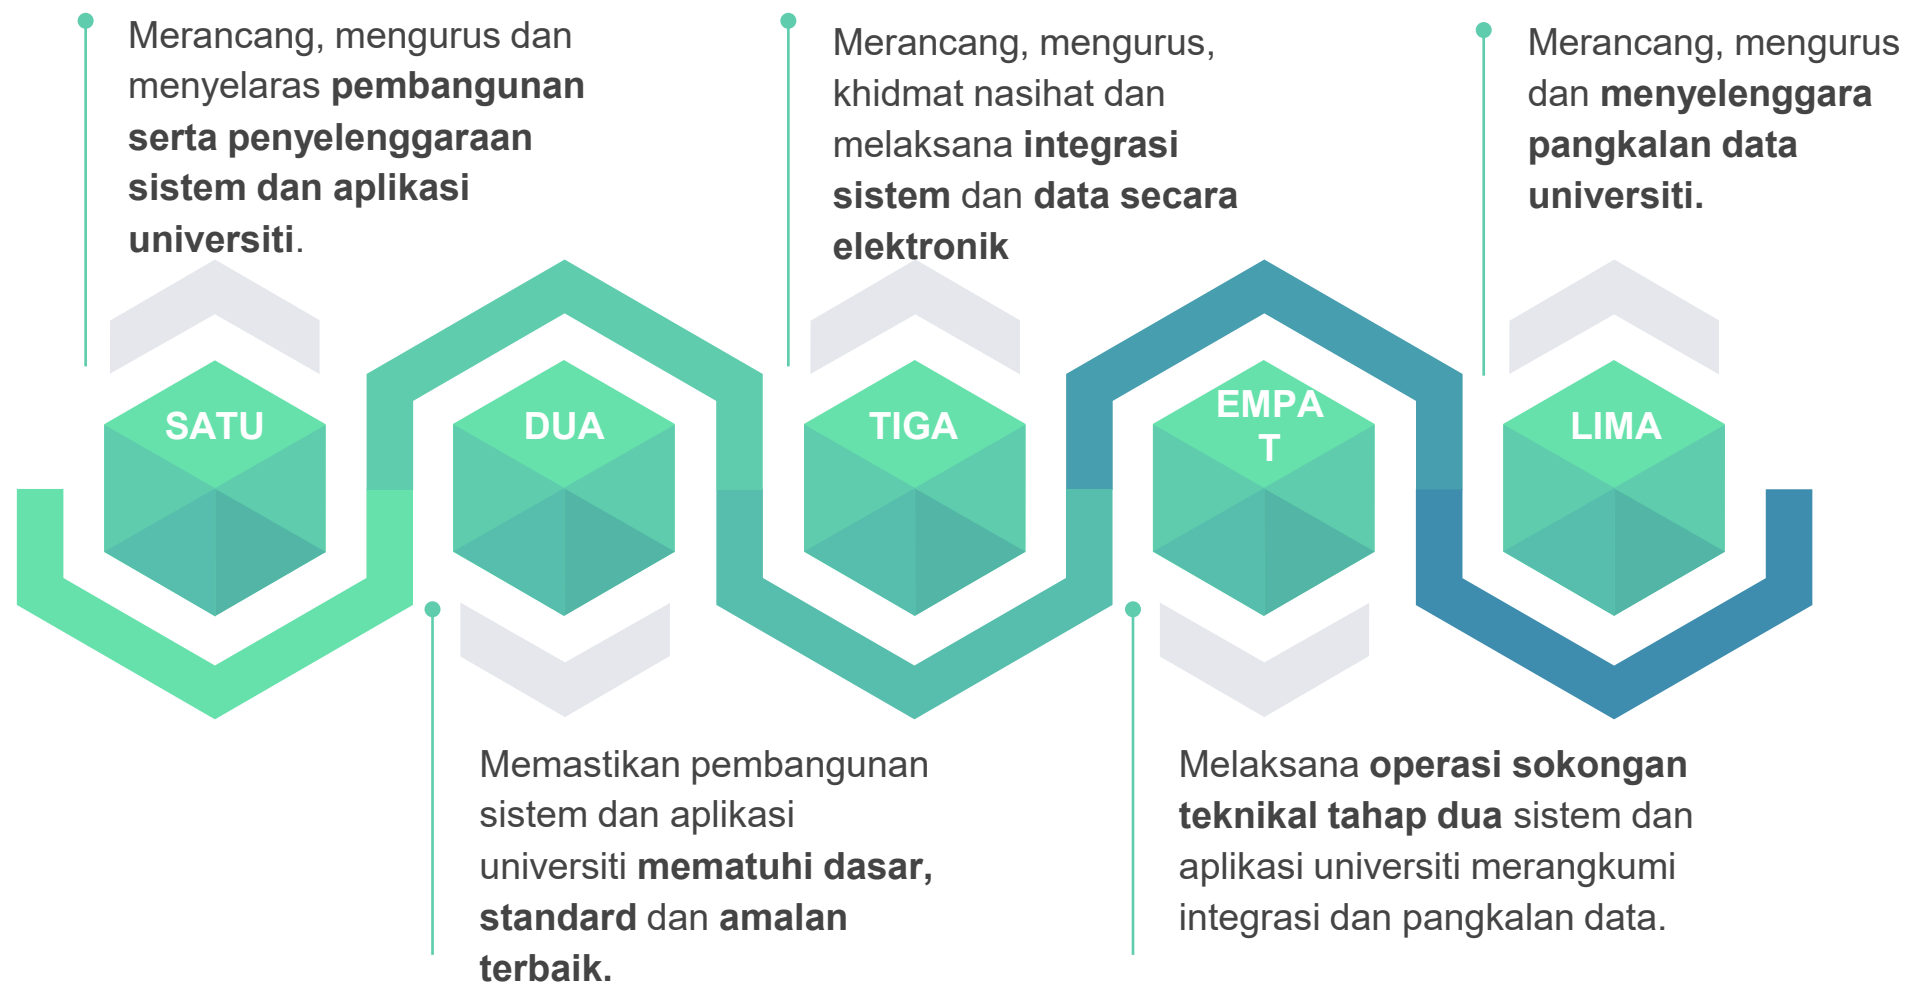 Merancang, mengurus dan
menyelaras pembangunan
serta penyelenggaraan
sistem dan aplikasi
universiti.
Merancang, mengurus,
khidmat nasihat dan
melaksana integrasi
sistem dan data secara
elektronik
Merancang, mengurus
dan menyelenggara
pangkalan data
universiti.
SATU
DUA
TIGA
EMPA
T
LIMA
Memastikan pembangunan
sistem dan aplikasi
universiti mematuhi dasar,
standard dan amalan
terbaik.
Melaksana operasi sokongan
teknikal tahap dua sistem dan
aplikasi universiti merangkumi
integrasi dan pangkalan data.